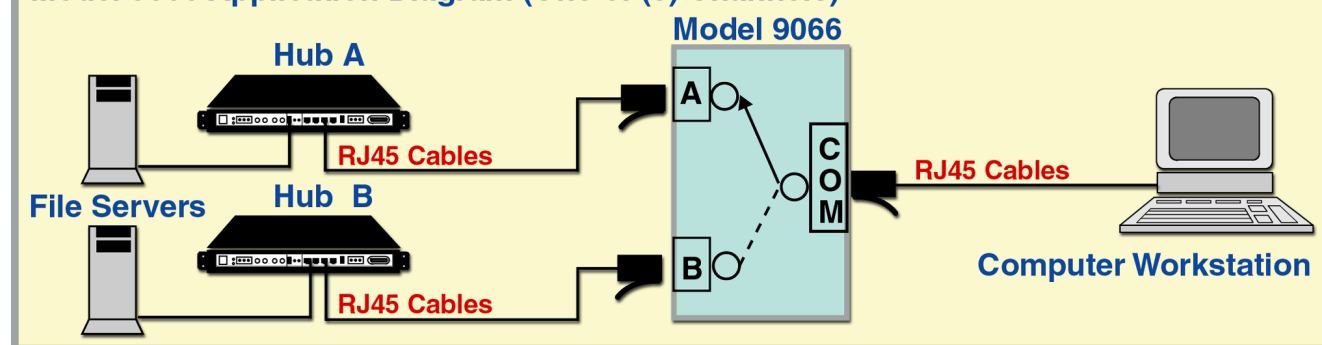 Model 9066
Hub A
A
C
O
M
RJ45 Cables
RJ45 Cables
File Servers
Hub B
B
Computer Workstation
RJ45 Cables